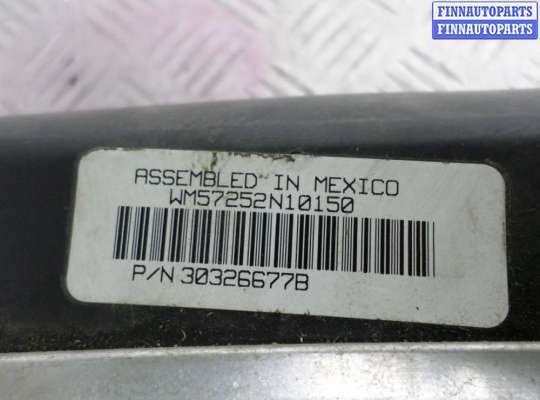 FINNAUTOPARTS
FINNAUTOPARTS
ASSEMBLED IN MEXICO
WM57252N10150
P/N 30326677B